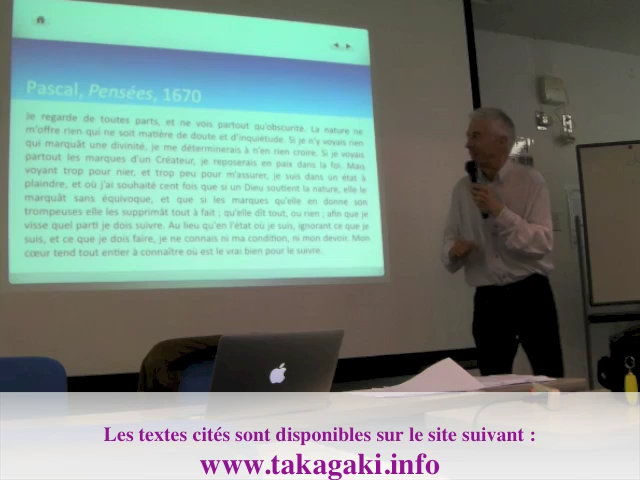 Pascal, Pensées, 1670
Je regarde de toutes parts, et ne vois partout qu'obscurité. La nature ne
m'offre rien qui ne soit matière de doute et d'inquiétude. Si je n'y voyais rien
qui marquât une divinité, je me déterminerais à n'en rien croire. Si je voyais
partout les marques d'un Créateur, je reposerais en paix dans la foi. Mais
voyant trop pour nier, et trop peu pour m'assurer, je suis dans un état à
plaindre, et où j'ai souhaité cent fois que si un Dieu soutient la nature, elle le
marquât sans équivoque, et que si les marques qu'elle en donne son
trompeuses elle les supprimât tout à fait ; qu'elle dît tout, ou rien ; afin que je
visse quel parti je dois suivre. Au lieu qu'en l'état où je suis, ignorant ce que je
suis, et ce que je dois faire, je ne connais ni ma condition, ni mon devoir. Mon
cœur tend tout entier à connaître où est le vrai bien pour le suivre.
Les textes cités sont disponibles sur le site suivant :
www.takagaki.info